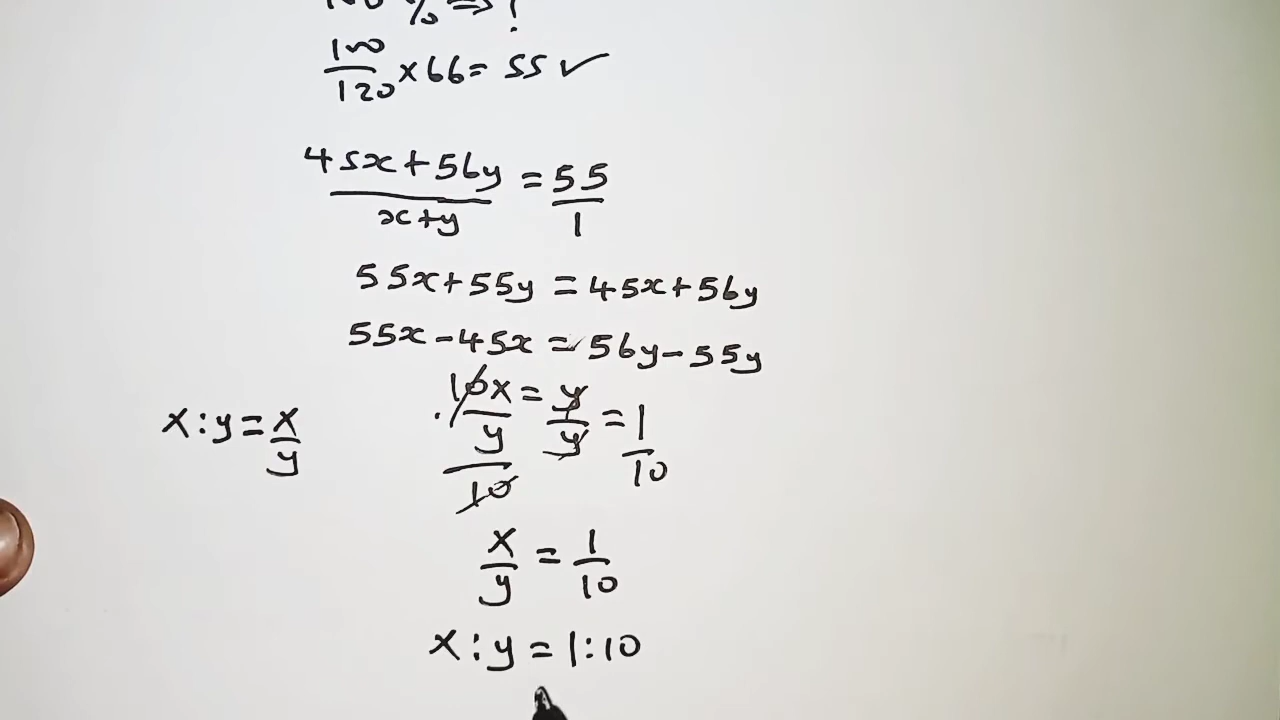 100% ⇒ ?
100/120 × 66 = 55 ✓
(45x + 56y)/(x + y) = 55/1
55x + 55y = 45x + 56y
55x - 45x = 56y - 55y
x : y = x/y
(10x/y)/10 = y/y = 1/10
x/y = 1/10
x : y = 1 : 10